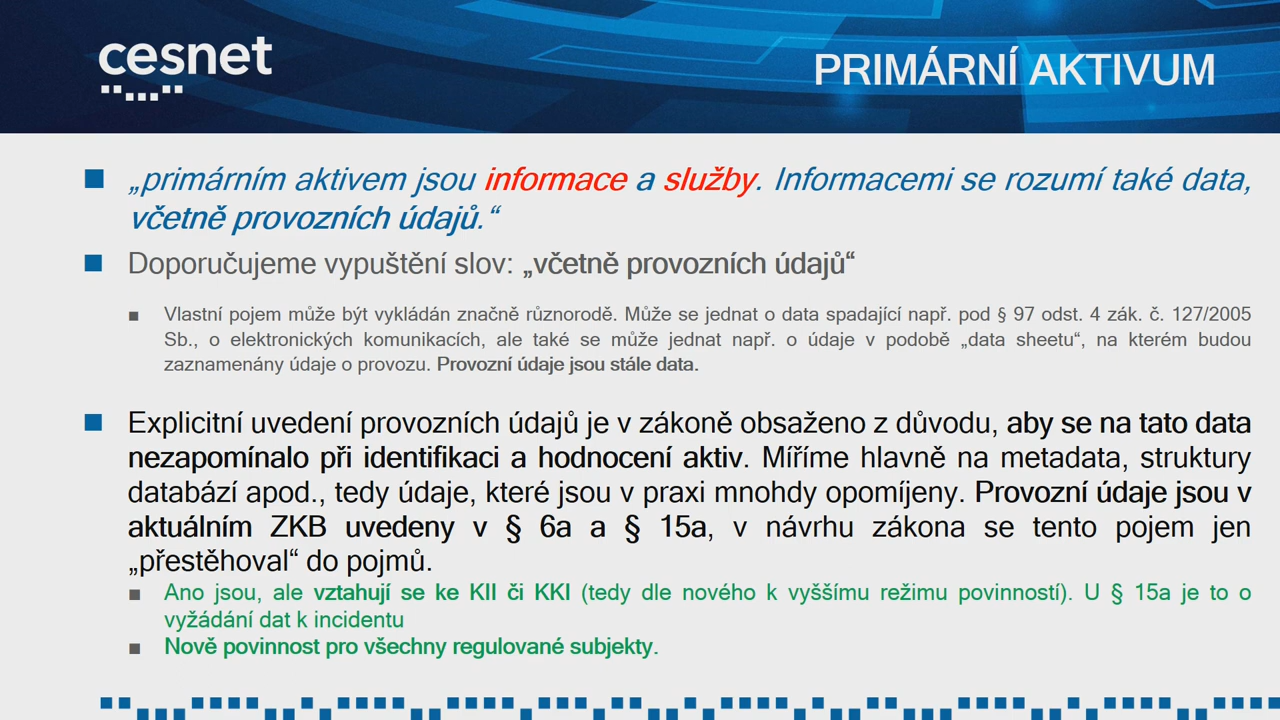 cesnet
PRIMÁRNÍ AKTIVUM
„primárním aktivem jsou informace a služby. Informacemi se rozumí také data,
včetně provozních údajů.“
Doporučujeme vypuštění slov: „včetně provozních údajů“
Vlastní pojem může být vykládán značně různorodě. Může se jednat o data spadající např. pod § 97 odst. 4 zák. č. 127/2005
Sb., o elektronických komunikacích, ale také se může jednat např. o údaje v podobě „data sheetu“, na kterém budou
zaznamenány údaje o provozu. Provozní údaje jsou stále data.
Explicitní uvedení provozních údajů je v zákoně obsaženo z důvodu, aby se na tato data
nezapomínalo při identifikaci a hodnocení aktiv. Míříme hlavně na metadata, struktury
databází apod., tedy údaje, které jsou v praxi mnohdy opomíjeny. Provozní údaje jsou v
aktuálním ZKB uvedeny v § 6a a § 15a, v návrhu zákona se tento pojem jen
„přestěhoval“ do pojmů.
Ano jsou, ale vztahují se ke KII či KKI (tedy dle nového k vyššímu režimu povinností). U § 15a je to o
vyžádání dat k incidentu
Nově povinnost pro všechny regulované subjekty.